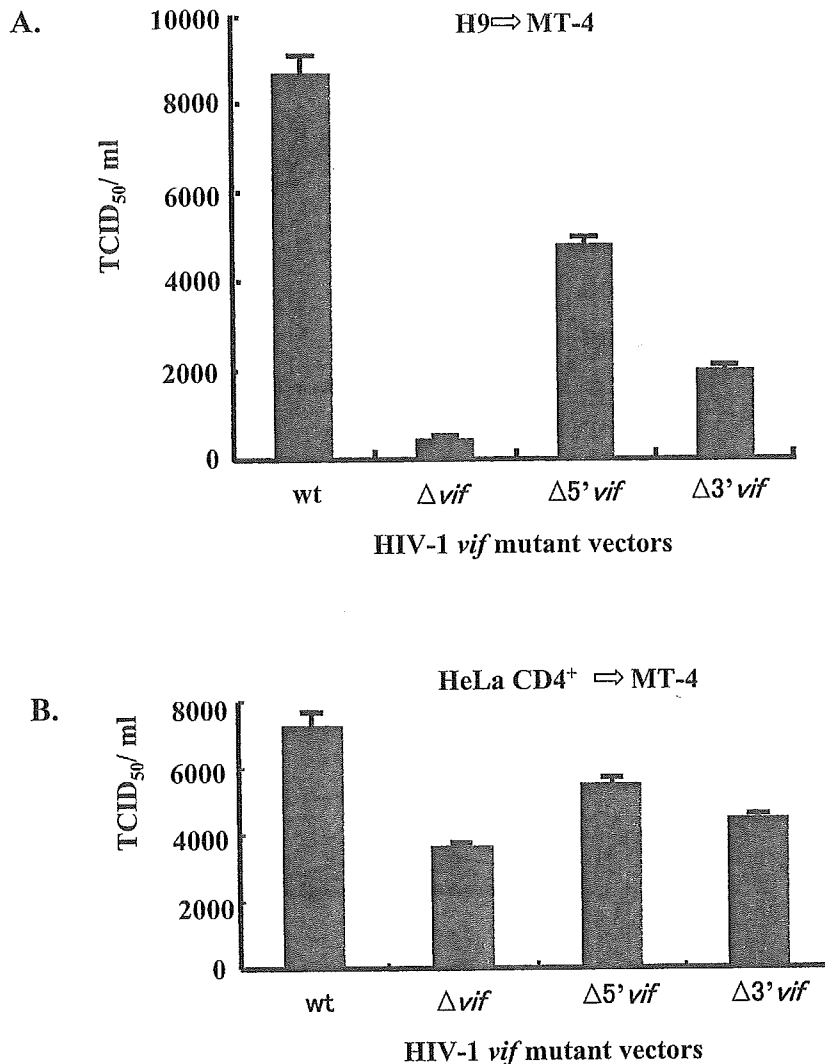 A.
H9⇨MT-4
TCID₅₀/ ml
10000
8000
6000
4000
2000
0
wt
Δvif
Δ5’vif
Δ3’vif
HIV-1 vif mutant vectors
B.
HeLa CD4⁺ ⇨ MT-4
TCID₅₀/ ml
8000
6000
4000
2000
0
wt
Δvif
Δ5’vif
Δ3’vif
HIV-1 vif mutant vectors